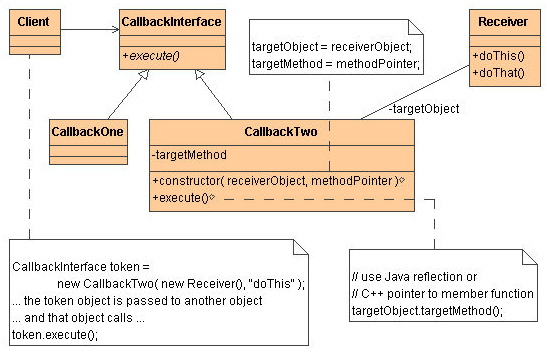 Client
CallbackInterface
+execute()
targetObject = receiverObject;
targetMethod = methodPointer;
Receiver
+doThis()
+doThat()
-targetObject
CallbackOne
CallbackTwo
-targetMethod
+constructor( receiverObject, methodPointer )
+execute()
CallbackInterface token =
new CallbackTwo( new Receiver(), "doThis" );
... the token object is passed to another object
... and that object calls ...
token.execute();
// use Java reflection or
// C++ pointer to member function
targetObject.targetMethod();